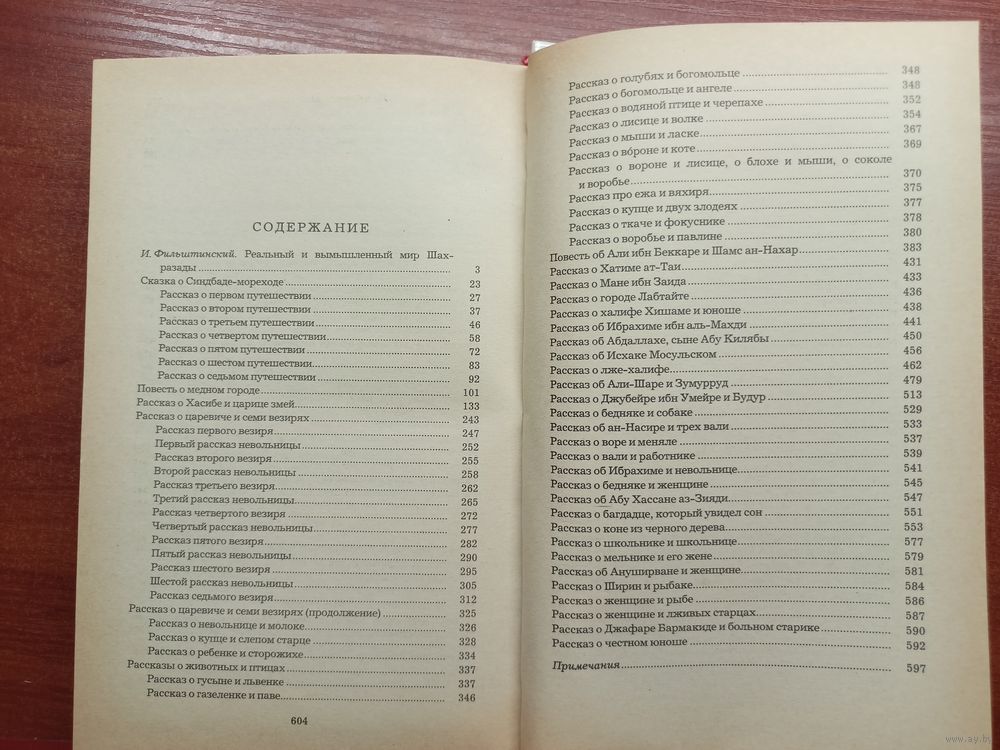 СОДЕРЖАНИЕ
И. Фильштинский. Реальный и вымышленный мир Шах-
разады 3
Сказка о Синдбаде-мореходе 23
Рассказ о первом путешествии 27
Рассказ о втором путешествии 37
Рассказ о третьем путешествии 46
Рассказ о четвертом путешествии 58
Рассказ о пятом путешествии 72
Рассказ о шестом путешествии 83
Рассказ о седьмом путешествии 92
Повесть о медном городе 101
Рассказ о Хасибе и царице змей 133
Рассказ о царевиче и семи везирях 243
Рассказ первого везиря 247
Первый рассказ невольницы 252
Рассказ второго везиря 255
Второй рассказ невольницы 258
Рассказ третьего везиря 262
Третий рассказ невольницы 265
Рассказ четвертого везиря 272
Четвертый рассказ невольницы 277
Рассказ пятого везиря 282
Пятый рассказ невольницы 290
Рассказ шестого везиря 295
Шестой рассказ невольницы 305
Рассказ седьмого везиря 312
Рассказ о царевиче и семи везирях (продолжение) 325
Рассказ о невольнице и молоке 326
Рассказ о купце и слепом старце 328
Рассказ о ребенке и сторожихе 334
Рассказы о животных и птицах 337
Рассказ о гусыне и львенке 337
Рассказ о газеленке и паве 346
604
Рассказ о голубях и богомольце 348
Рассказ о богомольце и ангеле 348
Рассказ о водяной птице и черепахе 352
Рассказ о лисице и волке 354
Рассказ о мыши и ласке 367
Рассказ о вóроне и коте 369
Рассказ о вороне и лисице, о блохе и мыши, о соколе
и воробье 370
Рассказ про ежа и вяхиря 375
Рассказ о купце и двух злодеях 377
Рассказ о ткаче и фокуснике 378
Рассказ о воробье и павлине 380
Повесть об Али ибн Беккаре и Шамс ан-Нахар 383
Рассказ о Хатиме ат-Таи 431
Рассказ о Мане ибн Заида 433
Рассказ о городе Лабтайте 436
Рассказ о халифе Хишаме и юноше 438
Рассказ об Ибрахиме ибн аль-Махди 441
Рассказ об Абдаллахе, сыне Абу Килябы 450
Рассказ об Исхаке Мосульском 456
Рассказ о лже-халифе 462
Рассказ об Али-Шаре и Зумурруд 479
Рассказ о Джубейре ибн Умейре и Будур 513
Рассказ о бедняке и собаке 529
Рассказ об ан-Насире и трех вали 533
Рассказ о воре и меняле 537
Рассказ о вали и работнике 539
Рассказ об Ибрахиме и невольнице 541
Рассказ о бедняке и женщине 545
Рассказ об Абу Хассане аз-Зияди 547
Рассказ о багдадце, который увидел сон 551
Рассказ о коне из черного дерева 553
Рассказ о школьнике и школьнице 577
Рассказ о мельнике и его жене 579
Рассказ об Ануширване и женщине 581
Рассказ о Ширин и рыбаке 584
Рассказ о женщине и рыбе 586
Рассказ о женщине и лживых старцах 587
Рассказ о Джафаре Бармакиде и больном старике 590
Рассказ о честном юноше 592
Примечания 597
www.ay.by